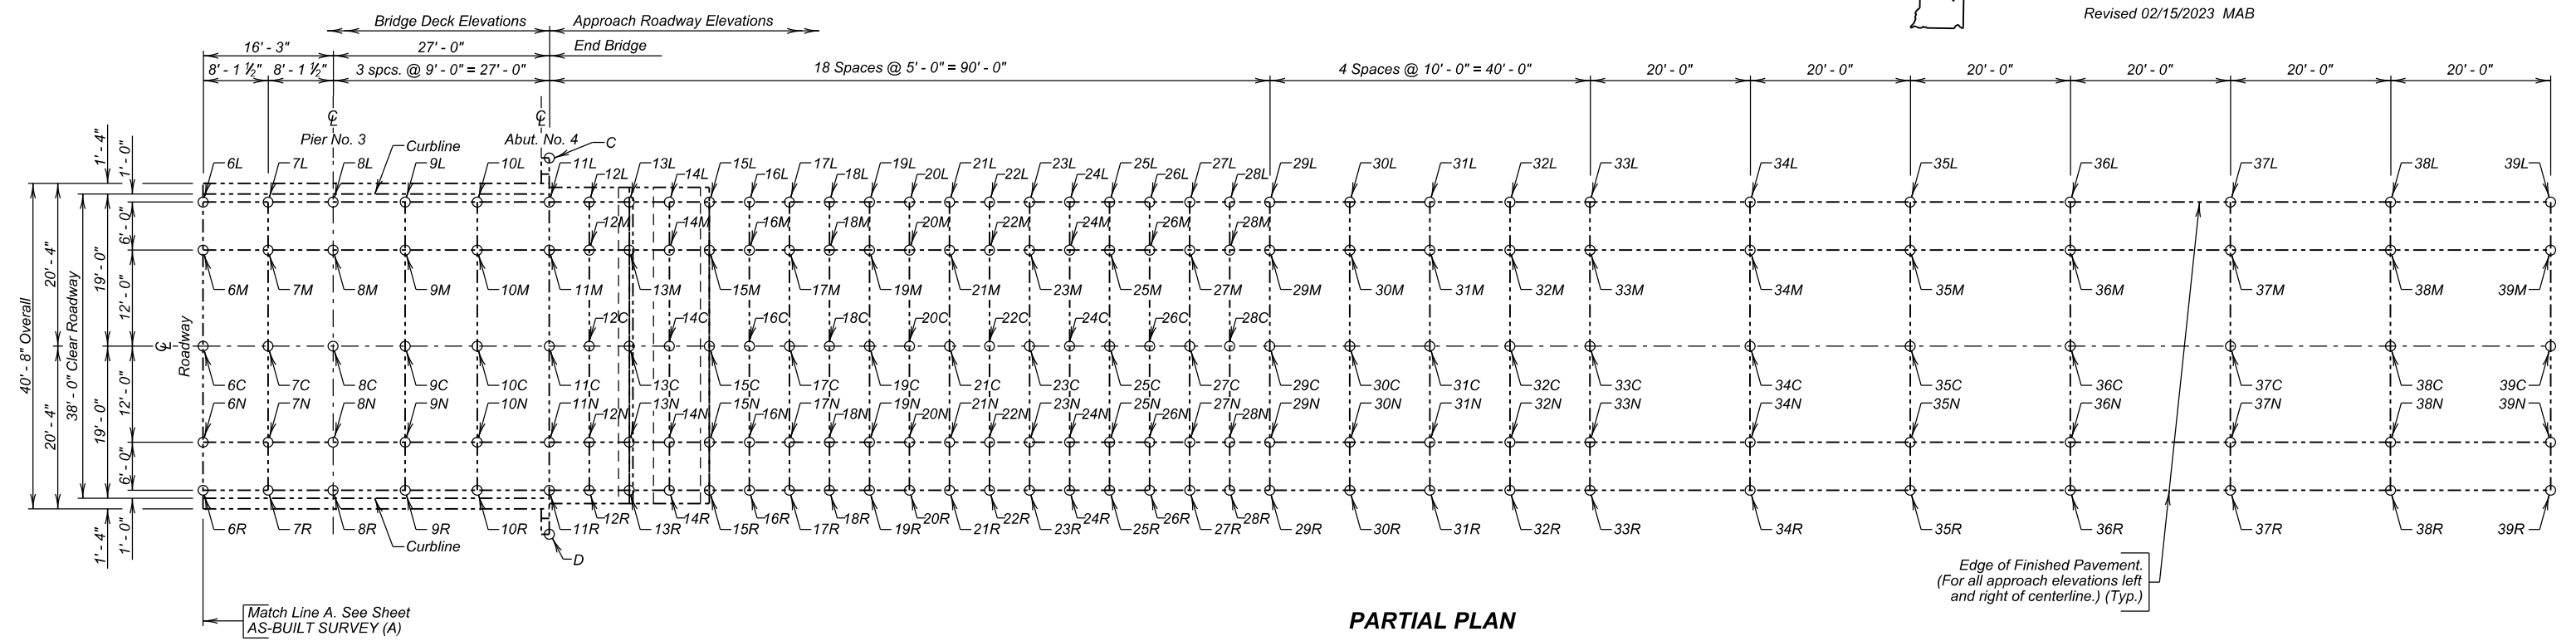 Revised 02/15/2023 MAB
Bridge Deck Elevations
Approach Roadway Elevations
16' - 3"
27' - 0"
End Bridge
8' - 1 ½"
8' - 1 ½"
3 spcs. @ 9' - 0" = 27' - 0"
18 Spaces @ 5' - 0" = 90' - 0"
4 Spaces @ 10' - 0" = 40' - 0"
20' - 0"
20' - 0"
20' - 0"
20' - 0"
20' - 0"
20' - 0"
℄
Pier No. 3
℄
Abut. No. 4
C
Curbline
1' - 4"
1' - 0"
6L
7L
8L
9L
10L
11L
12L
13L
14L
15L
16L
17L
18L
19L
20L
21L
22L
23L
24L
25L
26L
27L
28L
29L
30L
31L
32L
33L
34L
35L
36L
37L
38L
39L
12M
14M
16M
18M
20M
22M
24M
26M
28M
6M
7M
8M
9M
10M
11M
13M
15M
17M
19M
21M
23M
25M
27M
29M
30M
31M
32M
33M
34M
35M
36M
37M
38M
39M
12C
14C
16C
18C
20C
22C
24C
26C
28C
40' - 8" Overall
20' - 4"
20' - 4"
38' - 0" Clear Roadway
19' - 0"
19' - 0"
6' - 0"
12' - 0"
12' - 0"
6' - 0"
℄
Roadway
6C
7C
8C
9C
10C
11C
13C
15C
17C
19C
21C
23C
25C
27C
29C
30C
31C
32C
33C
34C
35C
36C
37C
38C
39C
6N
7N
8N
9N
10N
11N
12N
13N
14N
15N
16N
17N
18N
19N
20N
21N
22N
23N
24N
25N
26N
27N
28N
29N
30N
31N
32N
33N
34N
35N
36N
37N
38N
39N
6R
7R
8R
9R
10R
11R
12R
13R
14R
15R
16R
17R
18R
19R
20R
21R
22R
23R
24R
25R
26R
27R
28R
29R
30R
31R
32R
33R
34R
35R
36R
37R
38R
39R
1' - 4"
1' - 0"
Curbline
D
Edge of Finished Pavement.
(For all approach elevations left
and right of centerline.) (Typ.)
Match Line A. See Sheet
AS-BUILT SURVEY (A)
PARTIAL PLAN